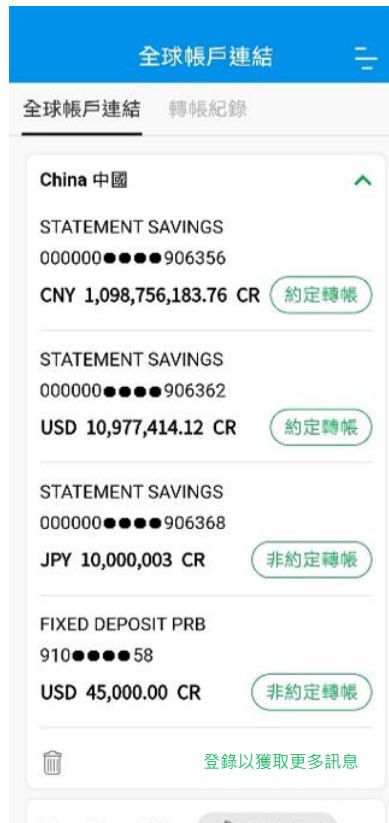 全球帳戶連結
全球帳戶連結 轉帳紀錄
China 中國
STATEMENT SAVINGS
000000●●●●906356
CNY 1,098,756,183.76 CR 約定轉帳
STATEMENT SAVINGS
000000●●●●906362
USD 10,977,414.12 CR 約定轉帳
STATEMENT SAVINGS
000000●●●●906368
JPY 10,000,003 CR 非約定轉帳
FIXED DEPOSIT PRB
910●●●●58
USD 45,000.00 CR 非約定轉帳
登錄以獲取更多訊息